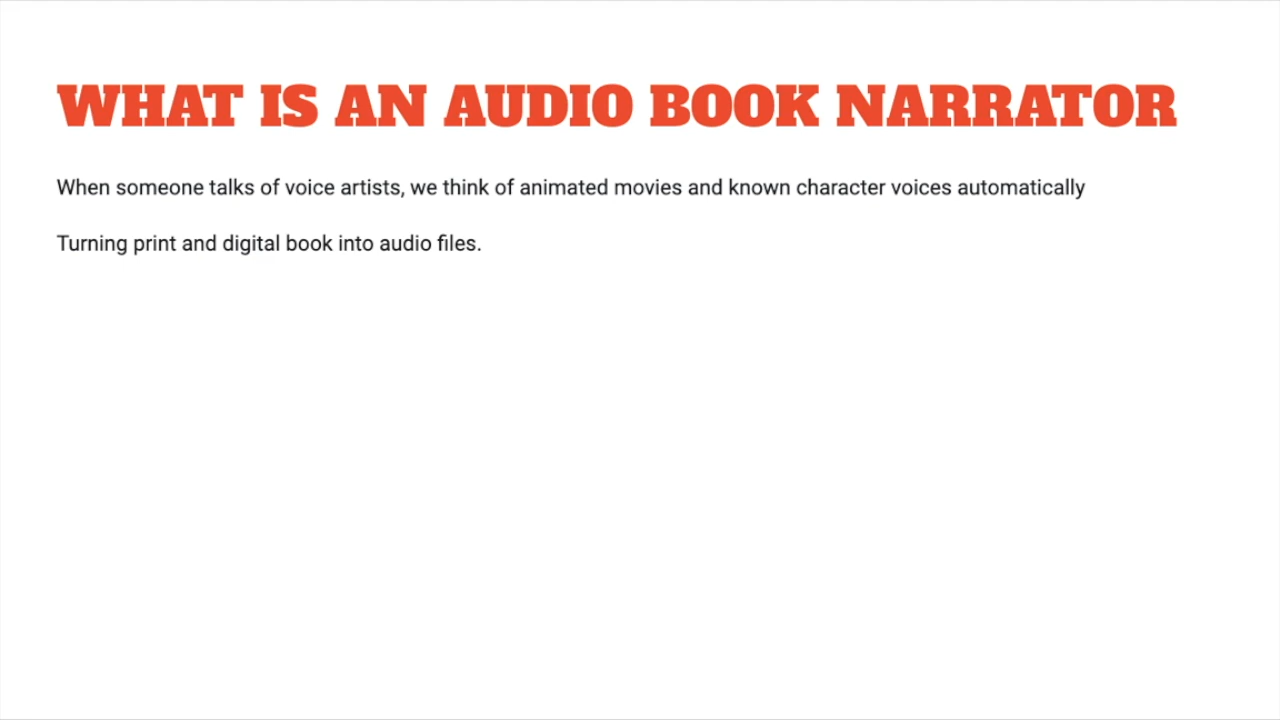 WHAT IS AN AUDIO BOOK NARRATOR
When someone talks of voice artists, we think of animated movies and known character voices automatically
Turning print and digital book into audio files.